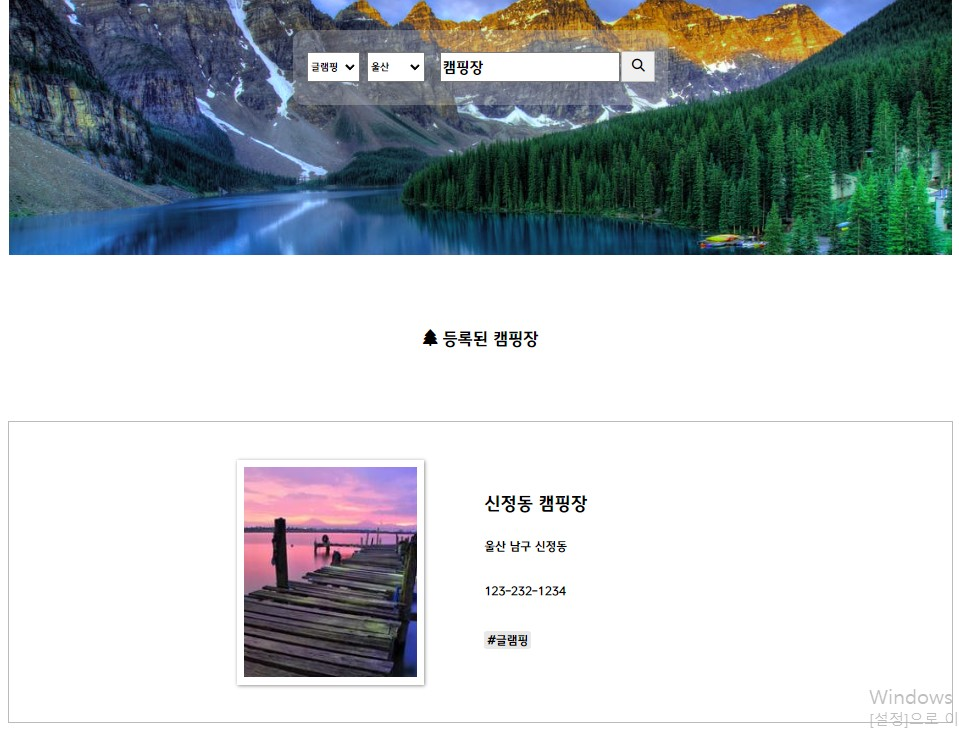 글램핑 울산 캠핑장
등록된 캠핑장
신정동 캠핑장
울산 남구 신정동
123-232-1234
#글램핑
Windows
[설정]으로 이